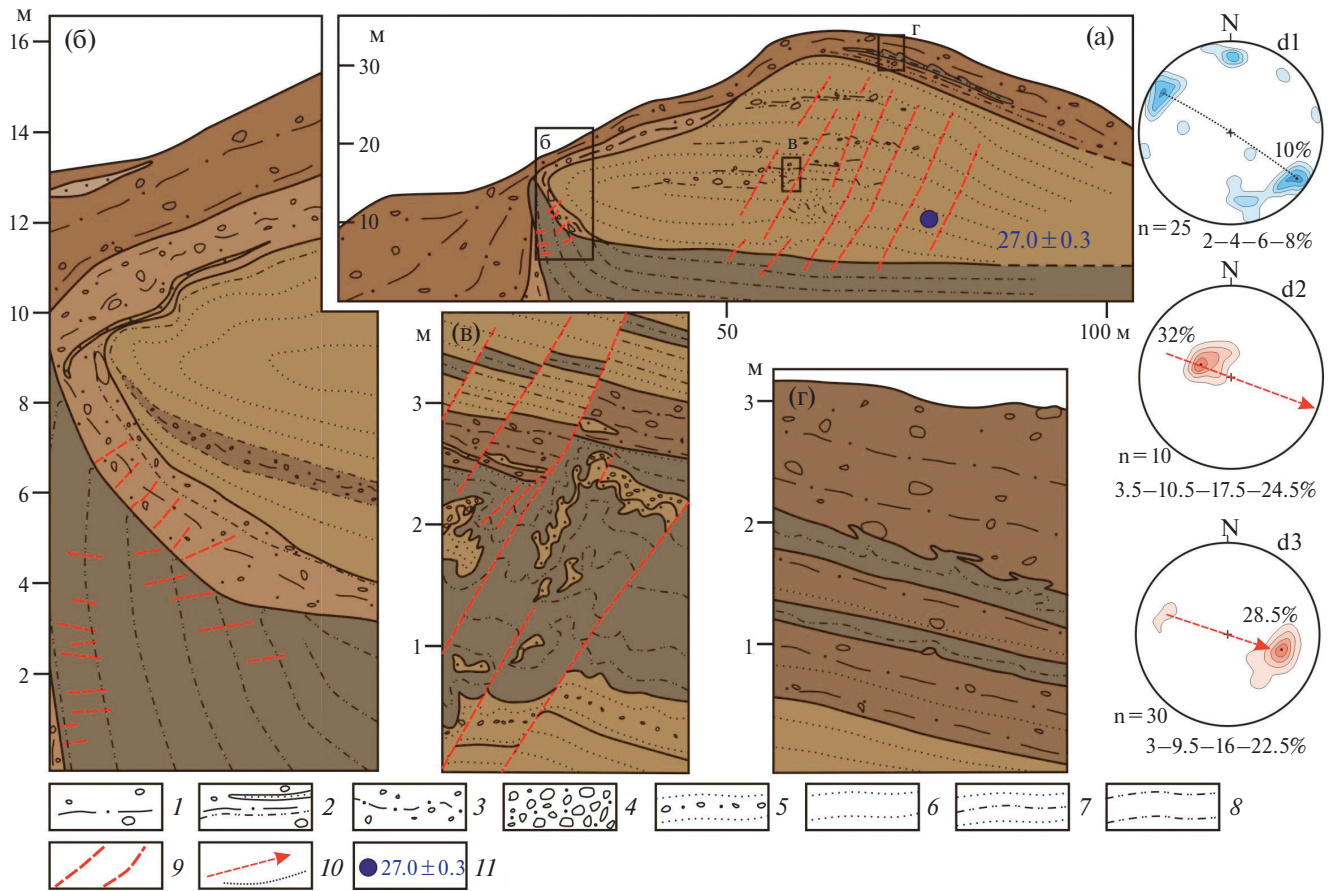 м
16
14
12
10
8
6
4
2
(б)
м
30
20
10
(а)
г
б
в
27.0 ± 0.3
50
100 м
м
3
2
1
(в)
м
3
2
1
(г)
N
d1
10%
n = 25
2–4–6–8%
N
d2
32%
n = 10
3.5–10.5–17.5–24.5%
N
d3
28.5%
n = 30
3–9.5–16–22.5%
1
2
3
4
5
6
7
8
9
10
27.0 ± 0.3
11